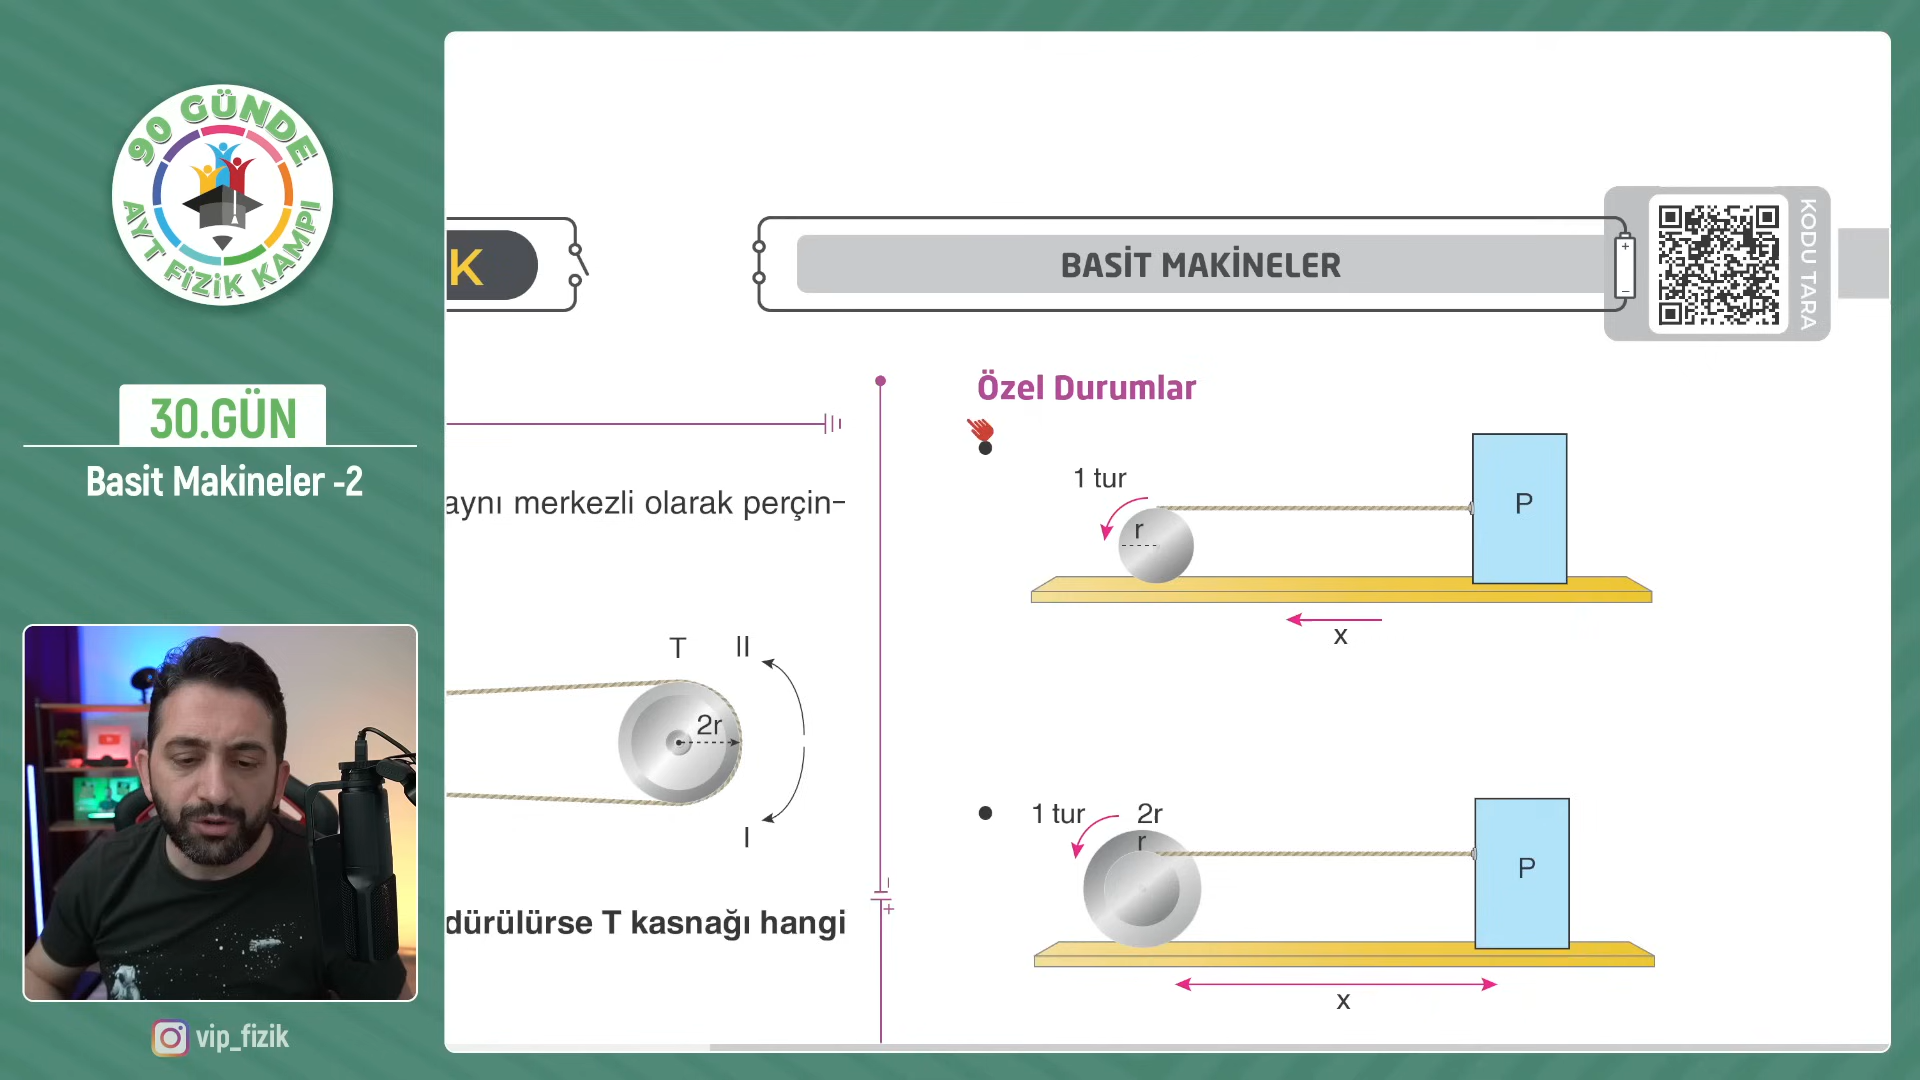 90 GÜNDE
AYT FİZİK KAMPI
30.GÜN
Basit Makineler -2
vip_fizik
K
BASİT MAKİNELER
KODU TARA
+
−
aynı merkezli olarak perçin-
T
II
2r
I
dürülürse T kasnağı hangi
−
+
Özel Durumlar
1 tur
r
P
x
1 tur
2r
r
P
x